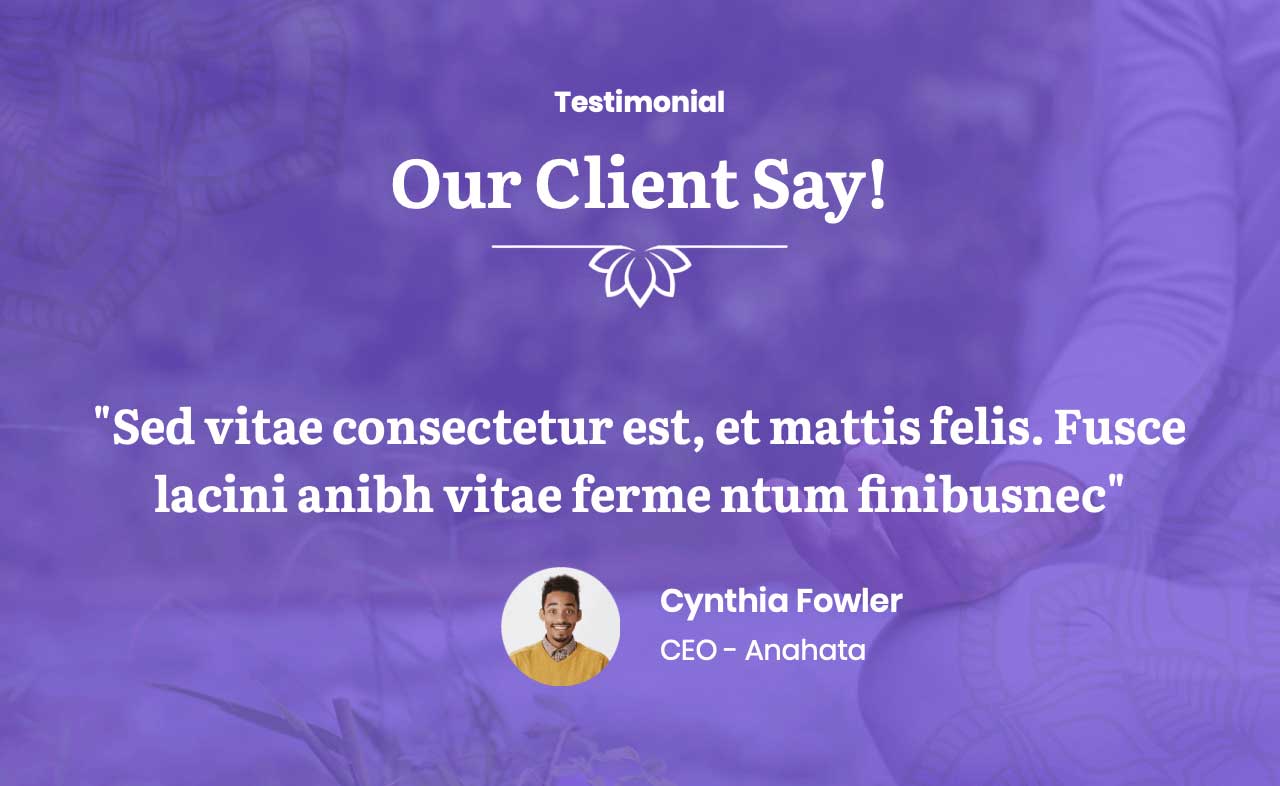 Testimonial
Our Client Say!
"Sed vitae consectetur est, et mattis felis. Fusce
lacini anibh vitae ferme ntum finibusnec"
Cynthia Fowler
CEO - Anahata